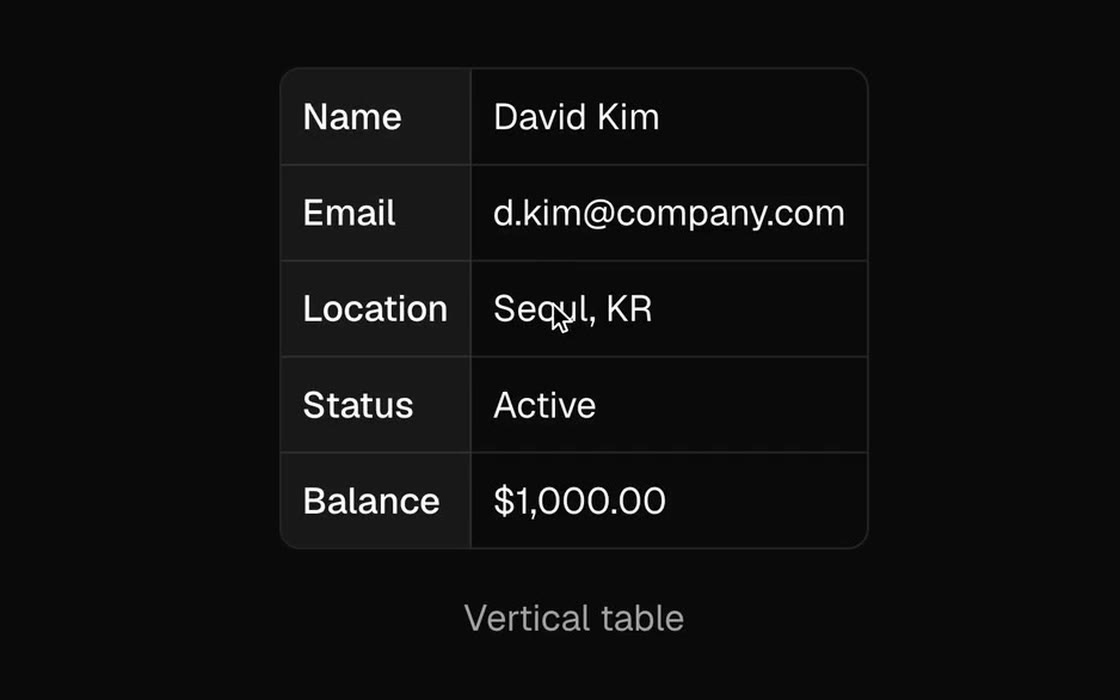 Name David Kim
Email d.kim@company.com
Location Seoul, KR
Status Active
Balance $1,000.00
Vertical table